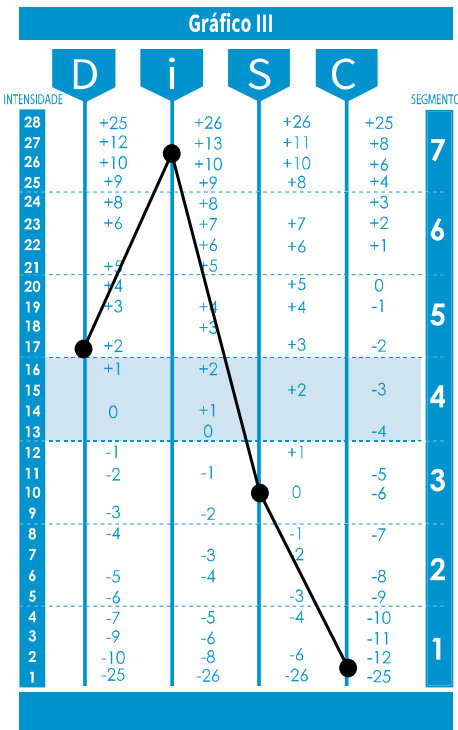 Gráfico III
D i S C
INTENSIDADE SEGMENTO
28 +25 +26 +26 +25
27 +12 +13 +11 +8 7
26 +10 +10 +10 +6
25 +9 +9 +8 +4
24 +8 +8 +3
23 +6 +7 +7 +2 6
22 +6 +6 +1
21 +5 +5
20 +4 +5 0
19 +3 +4 +4 -1 5
18 +3
17 +2 +3 -2
16 +1 +2
15 +2 -3 4
14 0 +1
13 0 -4
12 -1 +1
11 -2 -1 -5 3
10 0 -6
9 -3 -2
8 -4 -1 -7
7 -3 2 2
6 -5 -4 -8
5 -6 -3 -9
4 -7 -5 -4 -10
3 -9 -6 -11 1
2 -10 -8 -6 -12
1 -25 -26 -26 -25